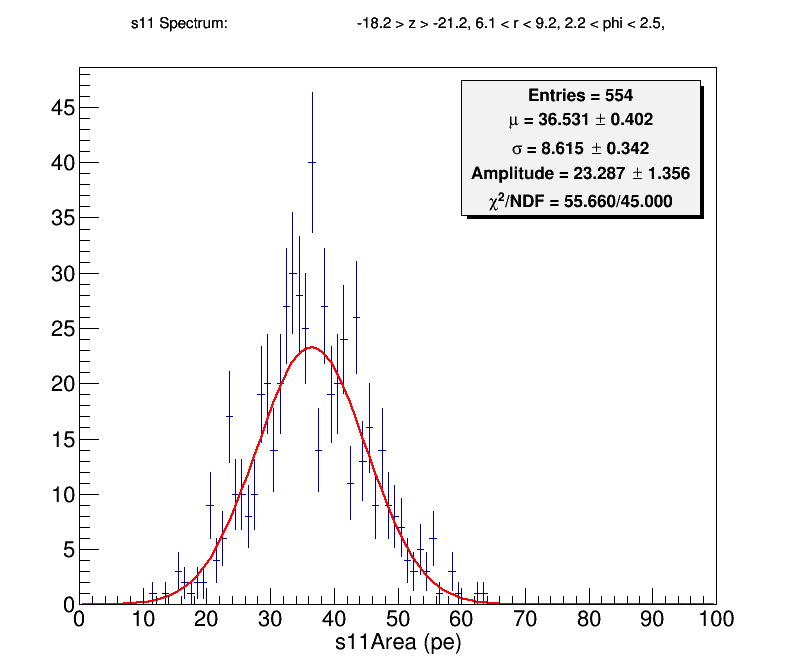 s11 Spectrum: -18.2 > z > -21.2, 6.1 < r < 9.2, 2.2 < phi < 2.5,
Entries = 554
μ = 36.531 ± 0.402
σ = 8.615 ± 0.342
Amplitude = 23.287 ± 1.356
χ²/NDF = 55.660/45.000
45
40
35
30
25
20
15
10
5
0
0 10 20 30 40 50 60 70 80 90 100
s11Area (pe)